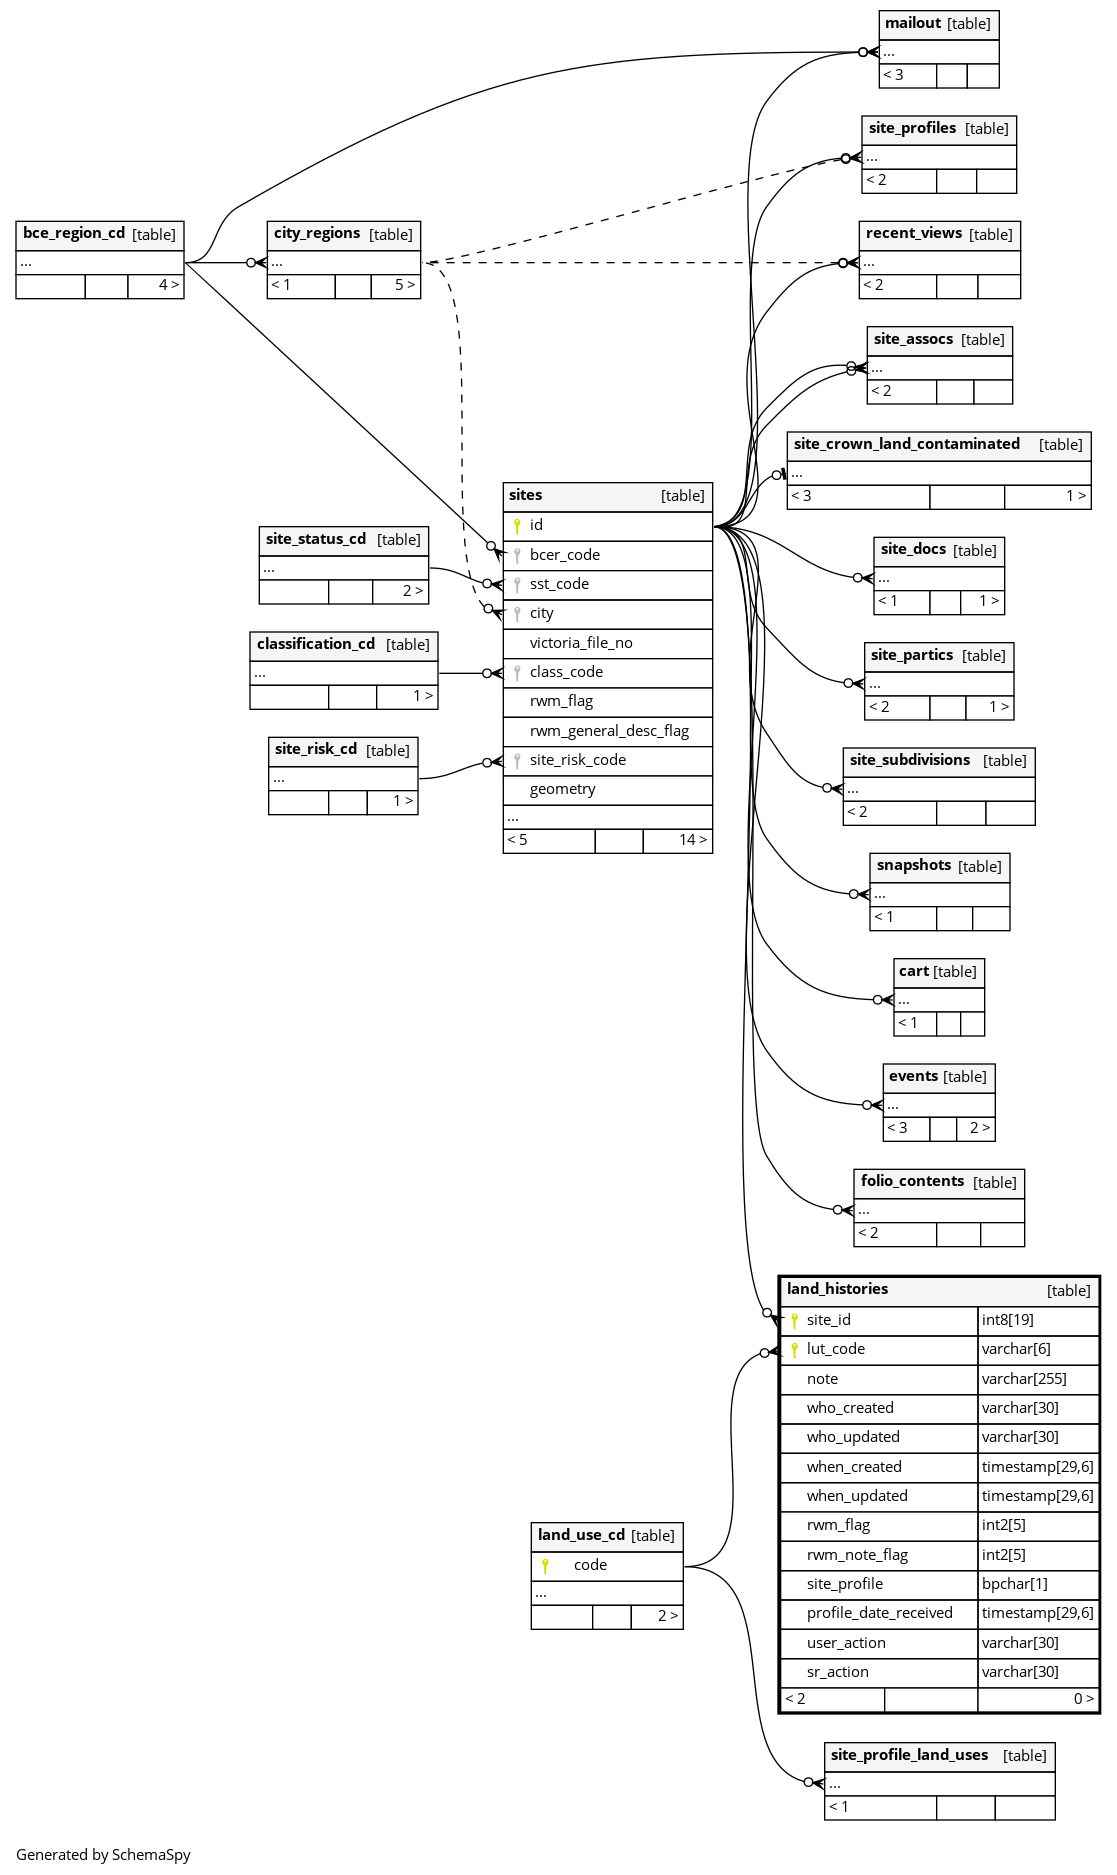 mailout [table]
...
< 3
site_profiles [table]
...
< 2
bce_region_cd [table]
...
4 >
city_regions [table]
...
< 1 5 >
recent_views [table]
...
< 2
site_assocs [table]
...
< 2
site_crown_land_contaminated [table]
...
< 3 1 >
sites [table]
id
bcer_code
sst_code
city
victoria_file_no
class_code
rwm_flag
rwm_general_desc_flag
site_risk_code
geometry
...
< 5 14 >
site_status_cd [table]
...
2 >
classification_cd [table]
...
1 >
site_risk_cd [table]
...
1 >
site_docs [table]
...
< 1 1 >
site_partics [table]
...
< 2 1 >
site_subdivisions [table]
...
< 2
snapshots [table]
...
< 1
cart [table]
...
< 1
events [table]
...
< 3 2 >
folio_contents [table]
...
< 2
land_histories [table]
site_id int8[19]
lut_code varchar[6]
note varchar[255]
who_created varchar[30]
who_updated varchar[30]
when_created timestamp[29,6]
when_updated timestamp[29,6]
rwm_flag int2[5]
rwm_note_flag int2[5]
site_profile bpchar[1]
profile_date_received timestamp[29,6]
user_action varchar[30]
sr_action varchar[30]
< 2 0 >
land_use_cd [table]
code
...
2 >
site_profile_land_uses [table]
...
< 1
Generated by SchemaSpy